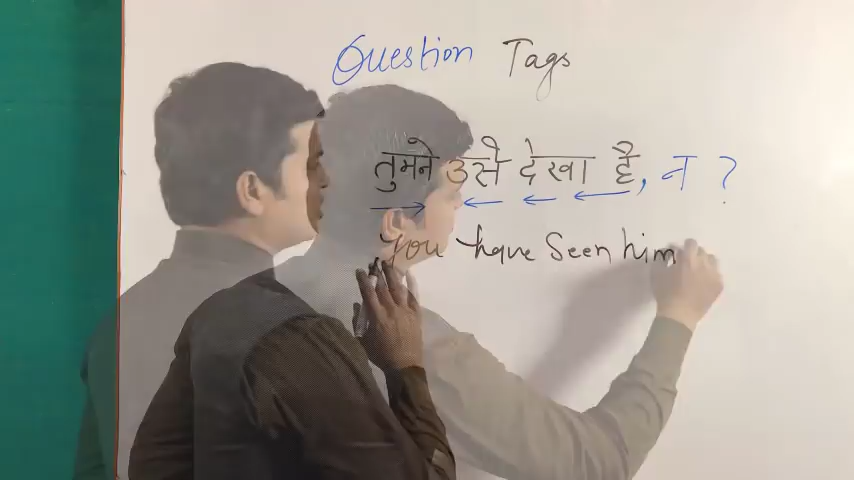 Question Tags
तुमने उसे देखा है, न ?
you have Seen him